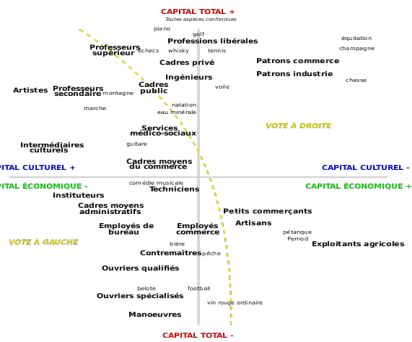 CAPITAL TOTAL +
Toutes espèces confondues
piano
golf
Professions libérales
équitation
Professeurs
supérieur
échecs
whisky
tennis
champagne
Cadres privé
Patrons commerce
Ingénieurs
Patrons industrie
chasse
Artistes
Professeurs
secondaire
montagne
Cadres
public
voile
marche
natation
eau minérale
VOTE À DROITE
Services
médico-sociaux
guitare
Intermédiaires
culturels
Cadres moyens
du commerce
PITAL CULTUREL +
CAPITAL CULTUREL -
ITAL ÉCONOMIQUE -
CAPITAL ÉCONOMIQUE +
comédie musicale
Techniciens
Instituteurs
Cadres moyens
administratifs
Petits commerçants
Artisans
Employés de
bureau
Employés
commerce
pétanque
Pernod
VOTE À GAUCHE
bière
Exploitants agricoles
Contremaîtres
pêche
Ouvriers qualifiés
belote
football
Ouvriers spécialisés
vin rouge ordinaire
Manoeuvres
CAPITAL TOTAL -